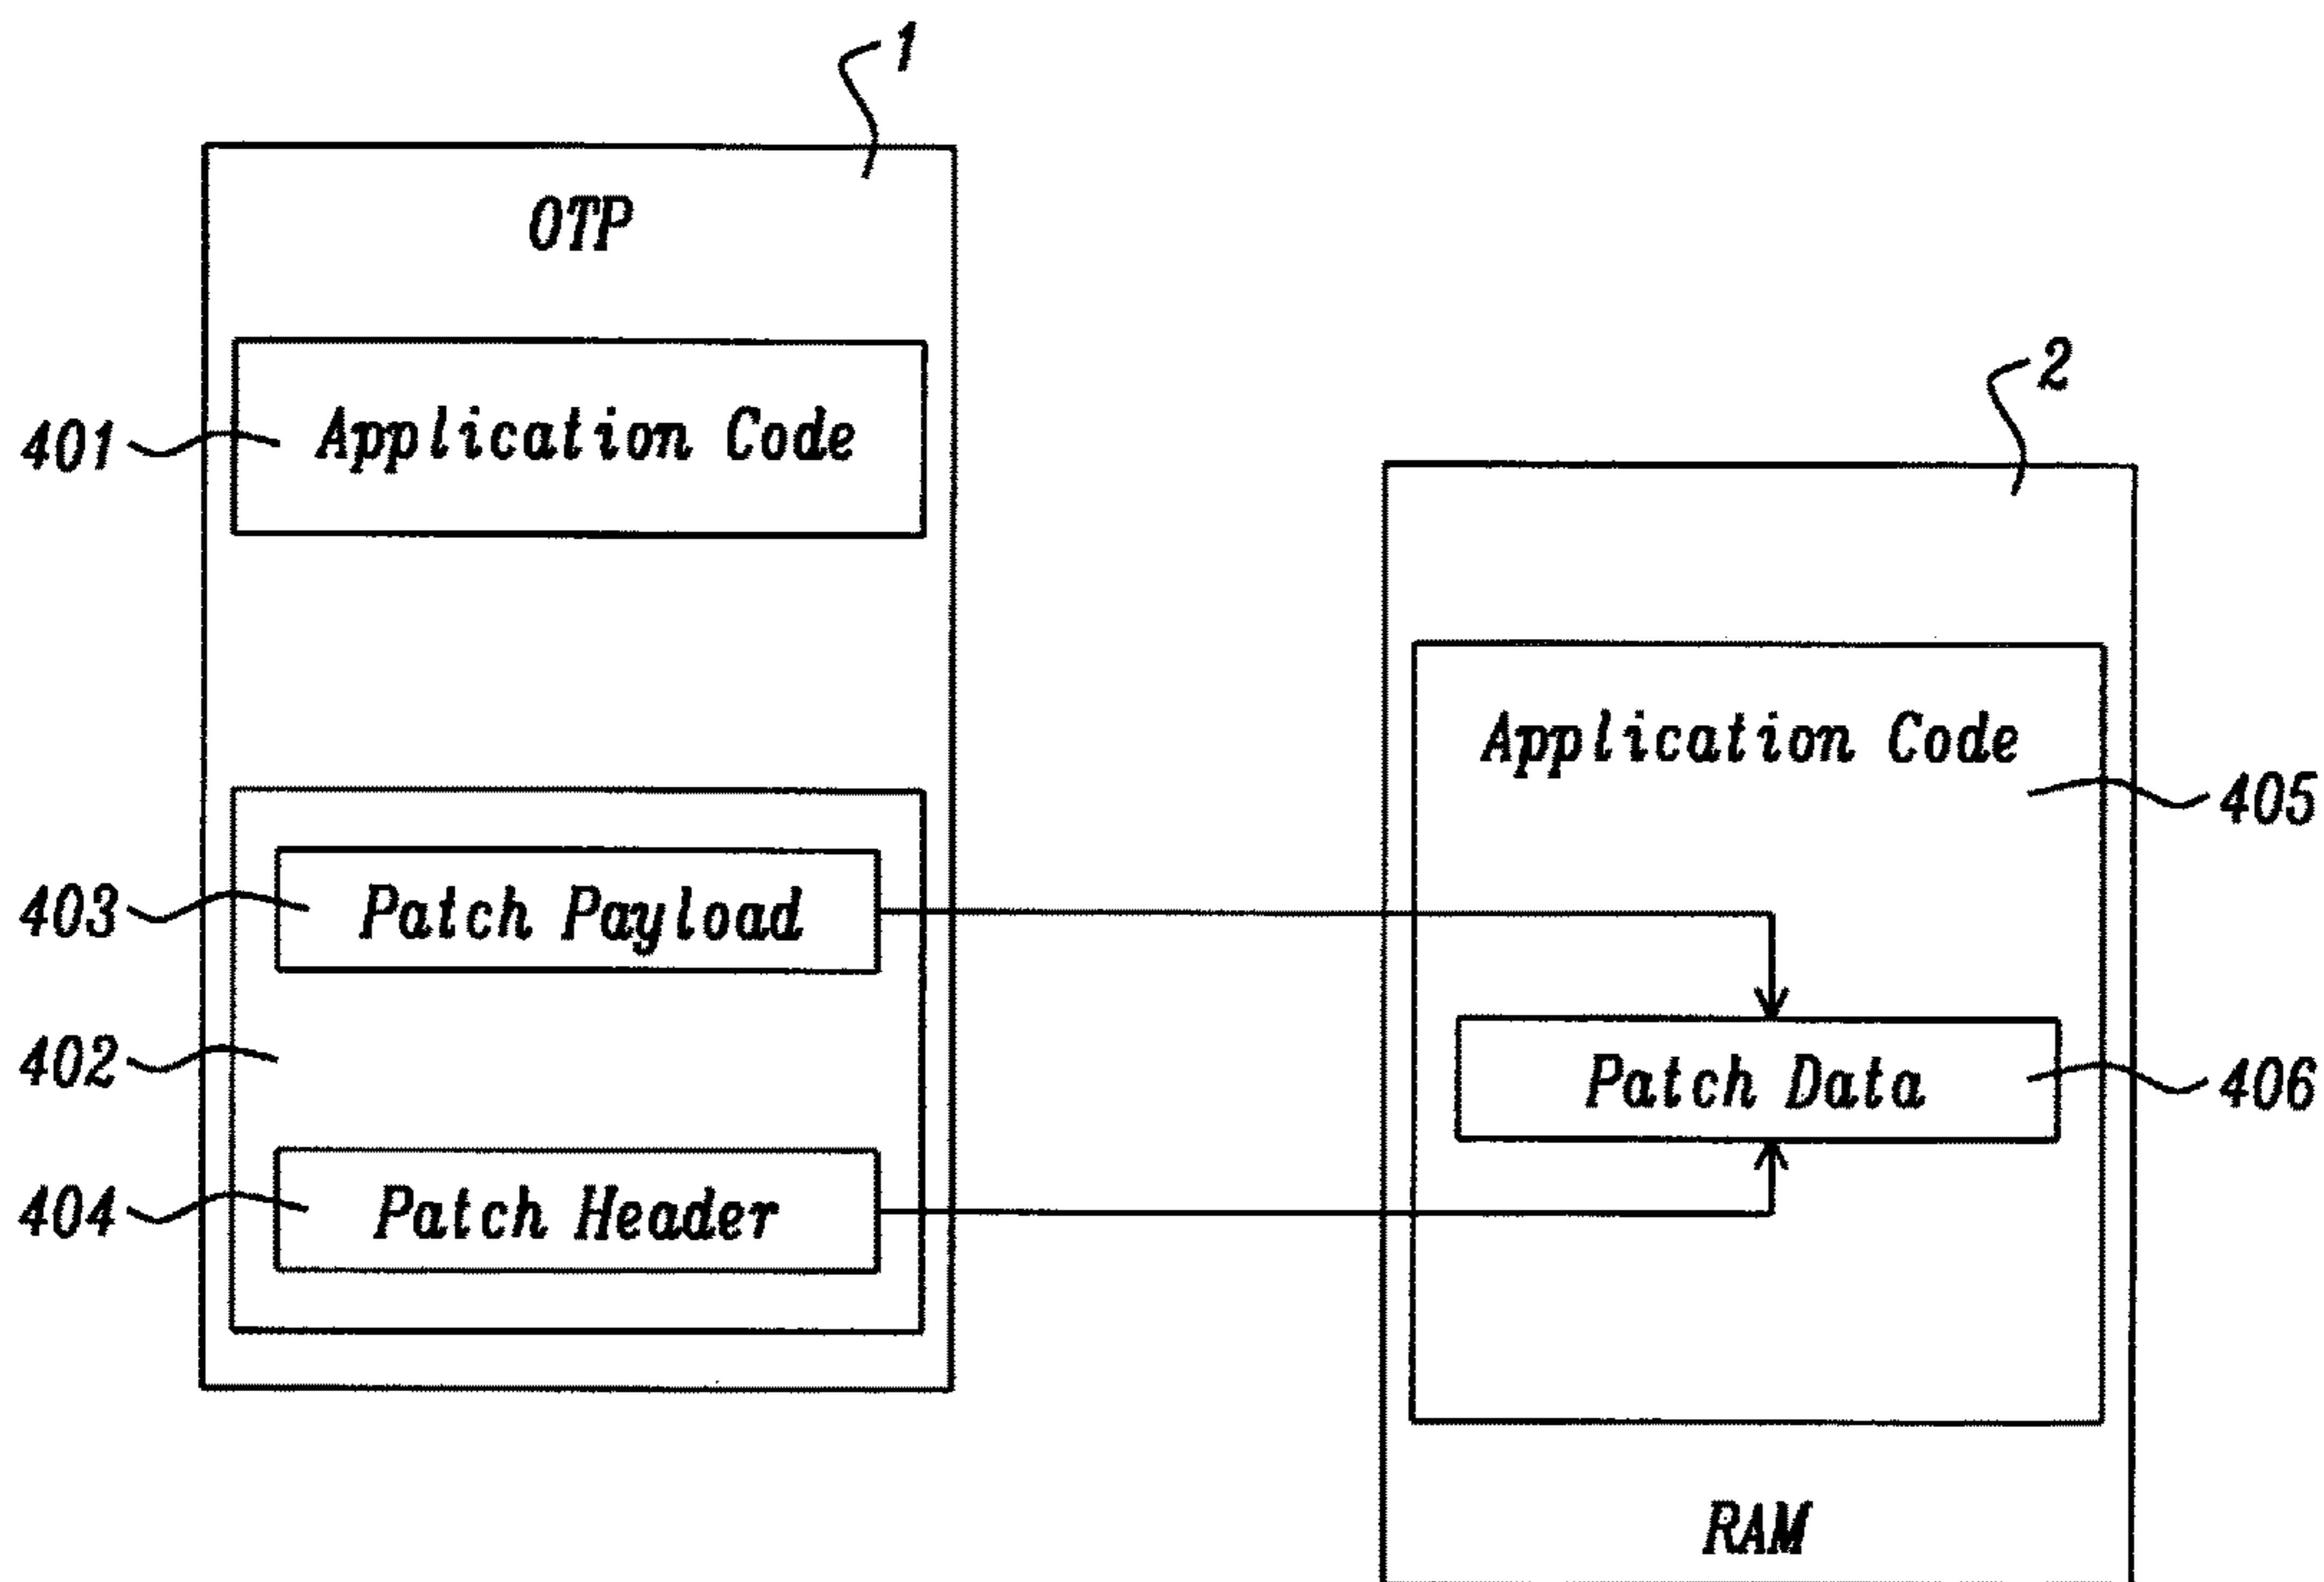 1
OTP
401
Application Code
2
Application Code
405
403
Patch Payload
402
Patch Data
406
404
Patch Header
RAM